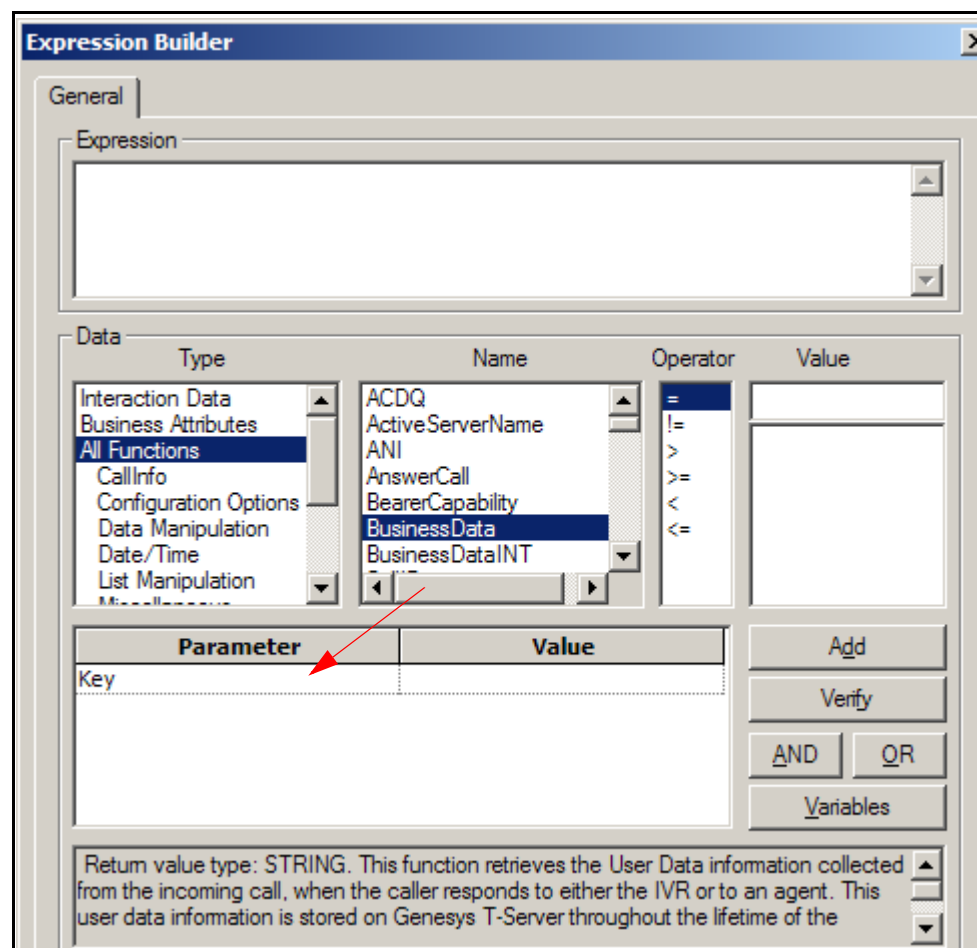 Expression Builder
General
Expression
Data
Type Name Operator Value
Interaction Data
Business Attributes
All Functions
CallInfo
Configuration Options
Data Manipulation
Date/Time
List Manipulation
ACDQ
ActiveServerName
ANI
AnswerCall
BearerCapability
BusinessData
BusinessDataINT
=
!=
>
>=
<
<=
Parameter Value
Key
Add
Verify
AND OR
Variables
Return value type: STRING. This function retrieves the User Data information collected
from the incoming call, when the caller responds to either the IVR or to an agent. This
user data information is stored on Genesys T-Server throughout the lifetime of the